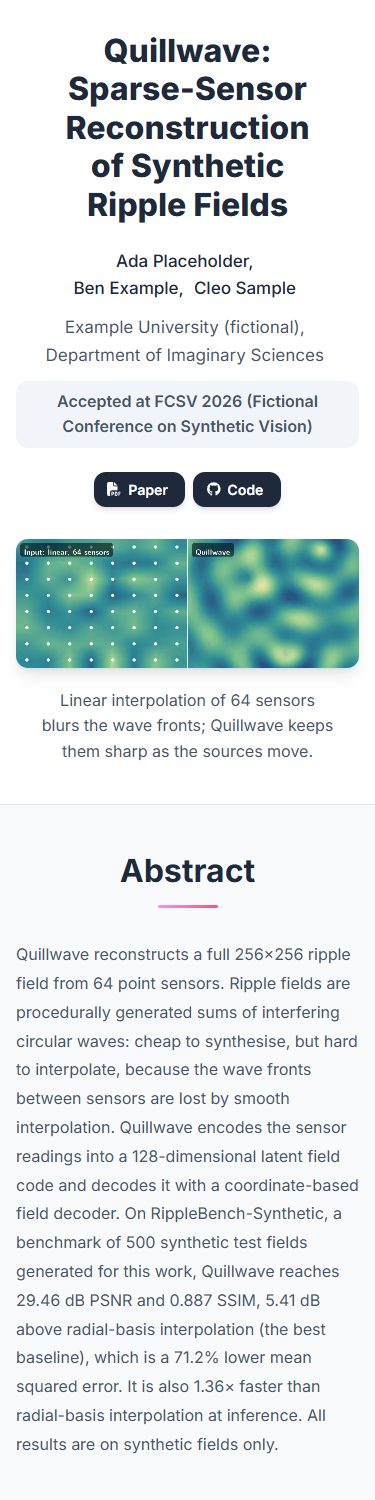 Quillwave:
Sparse-Sensor
Reconstruction
of Synthetic
Ripple Fields
Ada Placeholder,
Ben Example, Cleo Sample
Example University (fictional),
Department of Imaginary Sciences
Accepted at FCSV 2026 (Fictional
Conference on Synthetic Vision)
Paper
Code
Input: linear, 64 sensors
Quillwave
Linear interpolation of 64 sensors
blurs the wave fronts; Quillwave keeps
them sharp as the sources move.
Abstract
Quillwave reconstructs a full 256×256 ripple
field from 64 point sensors. Ripple fields are
procedurally generated sums of interfering
circular waves: cheap to synthesise, but hard
to interpolate, because the wave fronts
between sensors are lost by smooth
interpolation. Quillwave encodes the sensor
readings into a 128-dimensional latent field
code and decodes it with a coordinate-based
field decoder. On RippleBench-Synthetic, a
benchmark of 500 synthetic test fields
generated for this work, Quillwave reaches
29.46 dB PSNR and 0.887 SSIM, 5.41 dB
above radial-basis interpolation (the best
baseline), which is a 71.2% lower mean
squared error. It is also 1.36× faster than
radial-basis interpolation at inference. All
results are on synthetic fields only.